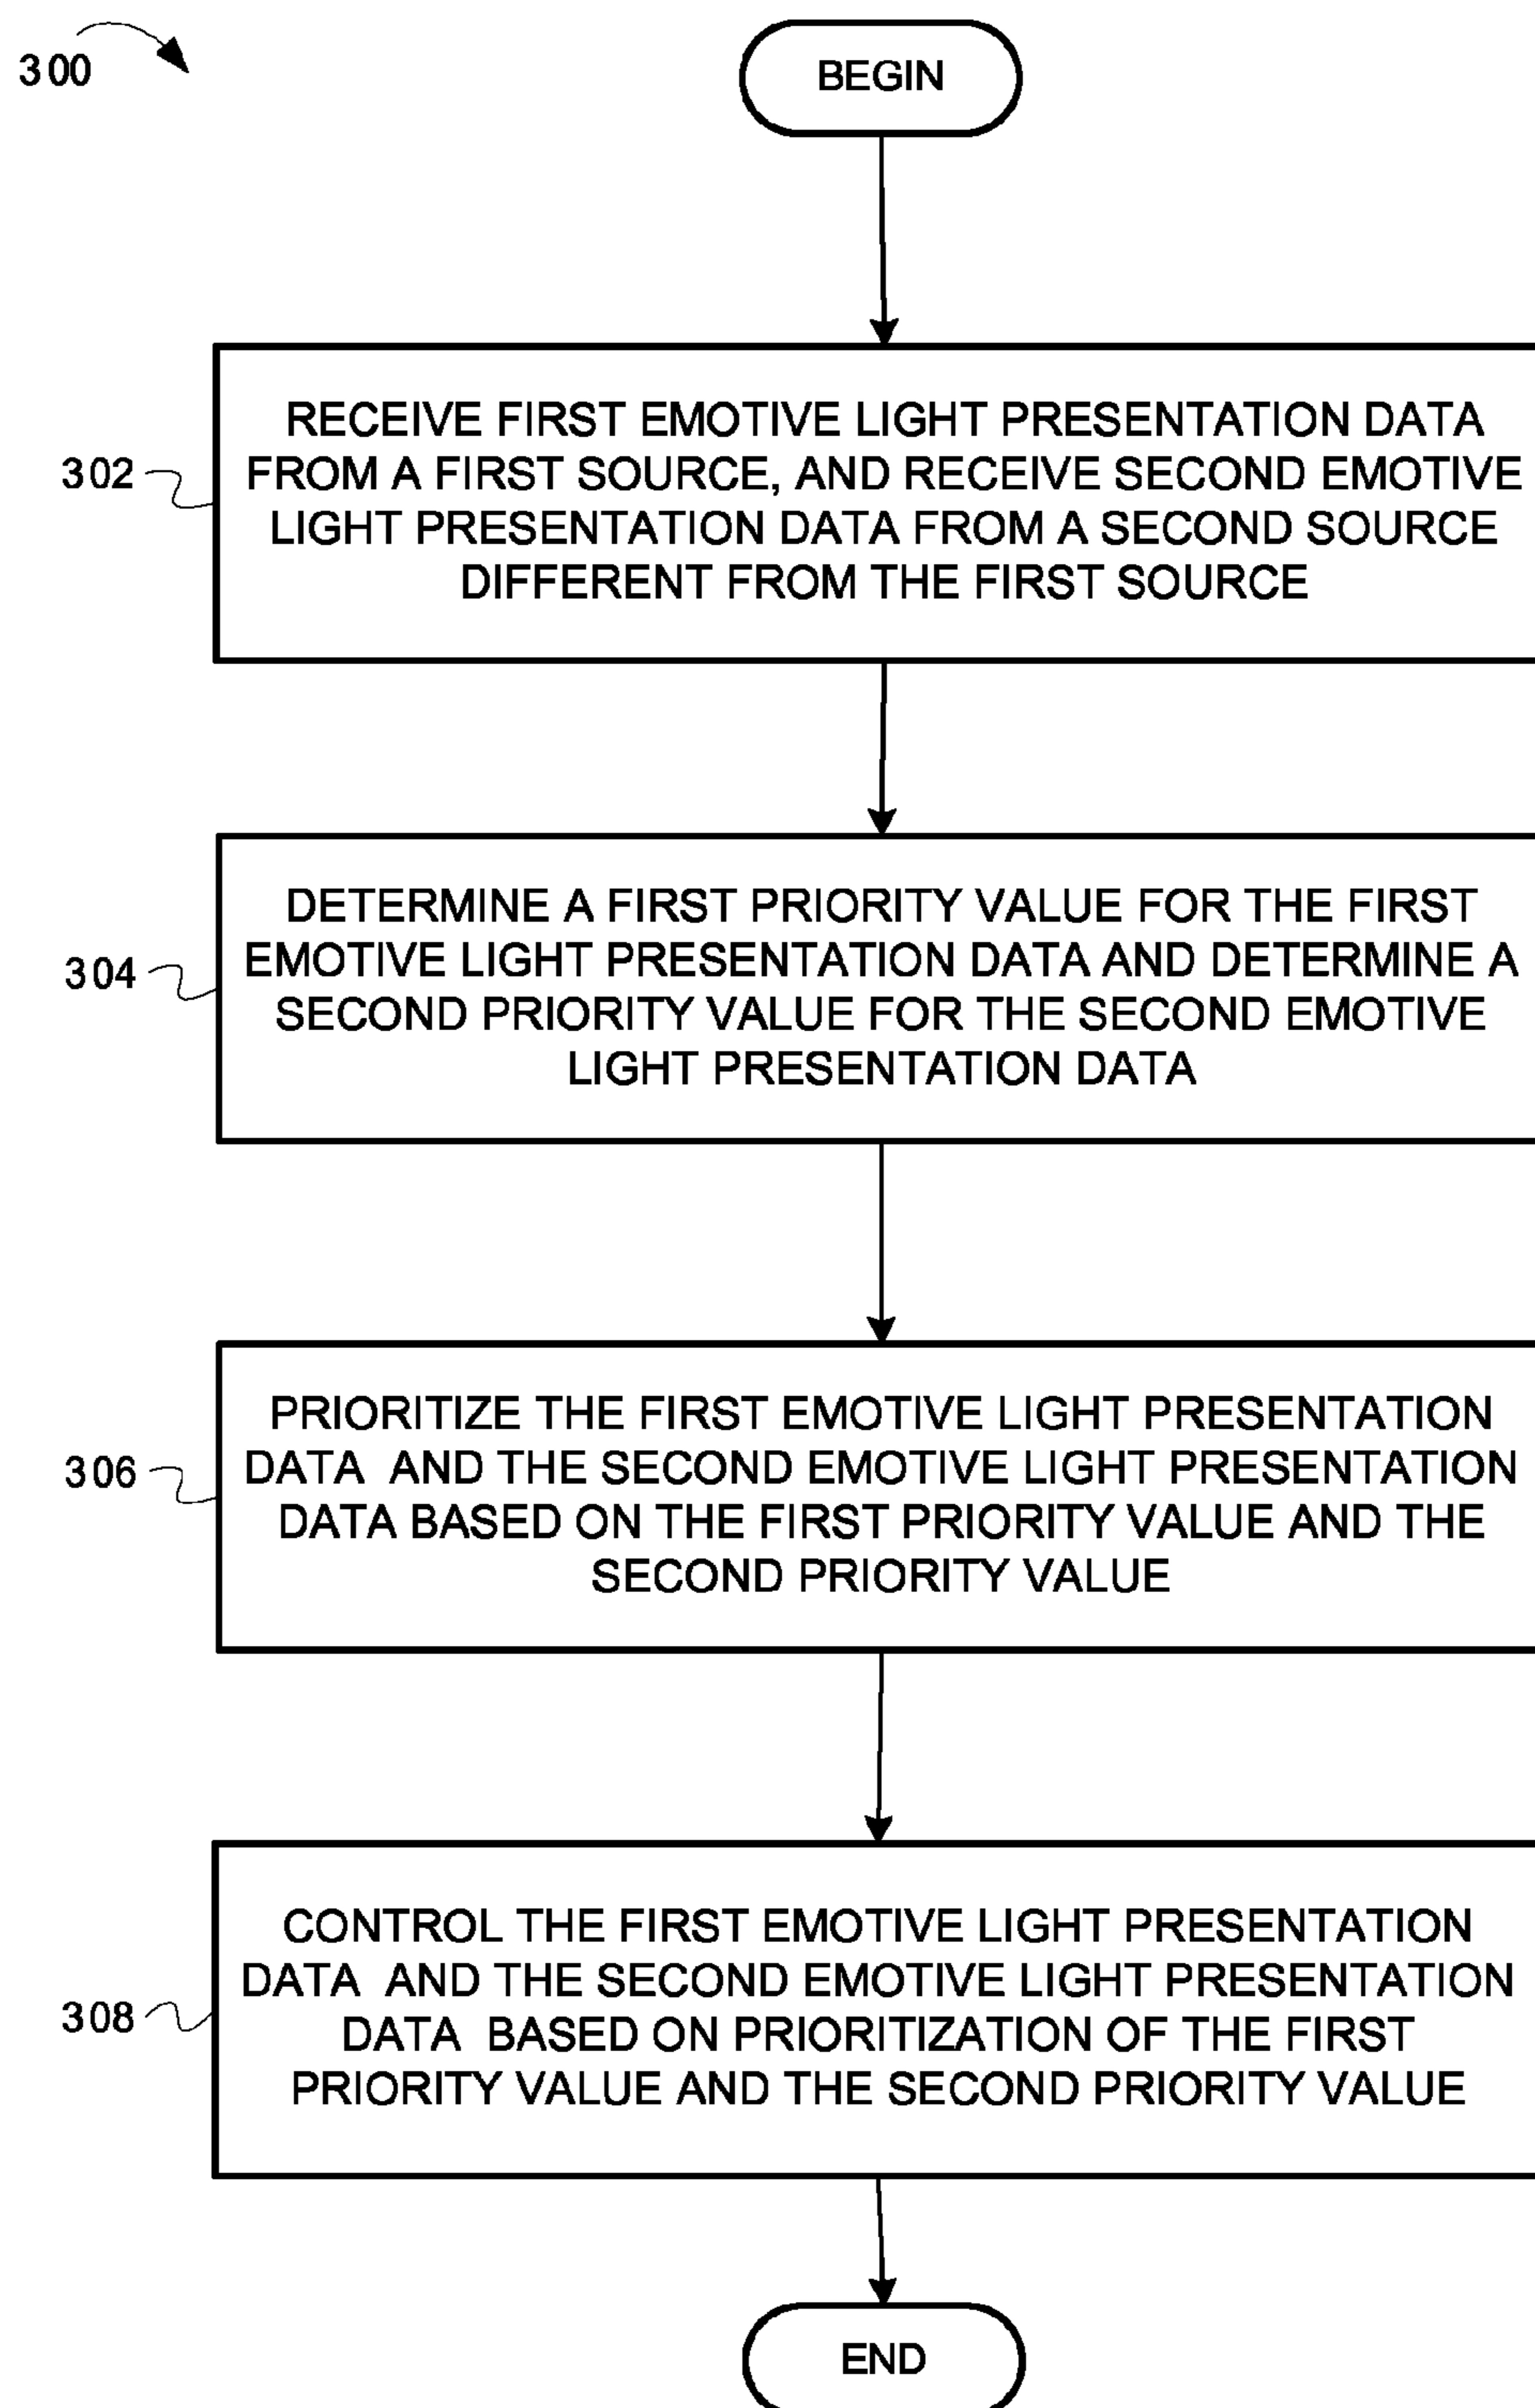 300
BEGIN
RECEIVE FIRST EMOTIVE LIGHT PRESENTATION DATA
FROM A FIRST SOURCE, AND RECEIVE SECOND EMOTIVE
LIGHT PRESENTATION DATA FROM A SECOND SOURCE
DIFFERENT FROM THE FIRST SOURCE
302
DETERMINE A FIRST PRIORITY VALUE FOR THE FIRST
EMOTIVE LIGHT PRESENTATION DATA AND DETERMINE A
SECOND PRIORITY VALUE FOR THE SECOND EMOTIVE
LIGHT PRESENTATION DATA
304
PRIORITIZE THE FIRST EMOTIVE LIGHT PRESENTATION
DATA AND THE SECOND EMOTIVE LIGHT PRESENTATION
DATA BASED ON THE FIRST PRIORITY VALUE AND THE
SECOND PRIORITY VALUE
306
CONTROL THE FIRST EMOTIVE LIGHT PRESENTATION
DATA AND THE SECOND EMOTIVE LIGHT PRESENTATION
DATA BASED ON PRIORITIZATION OF THE FIRST
PRIORITY VALUE AND THE SECOND PRIORITY VALUE
308
END